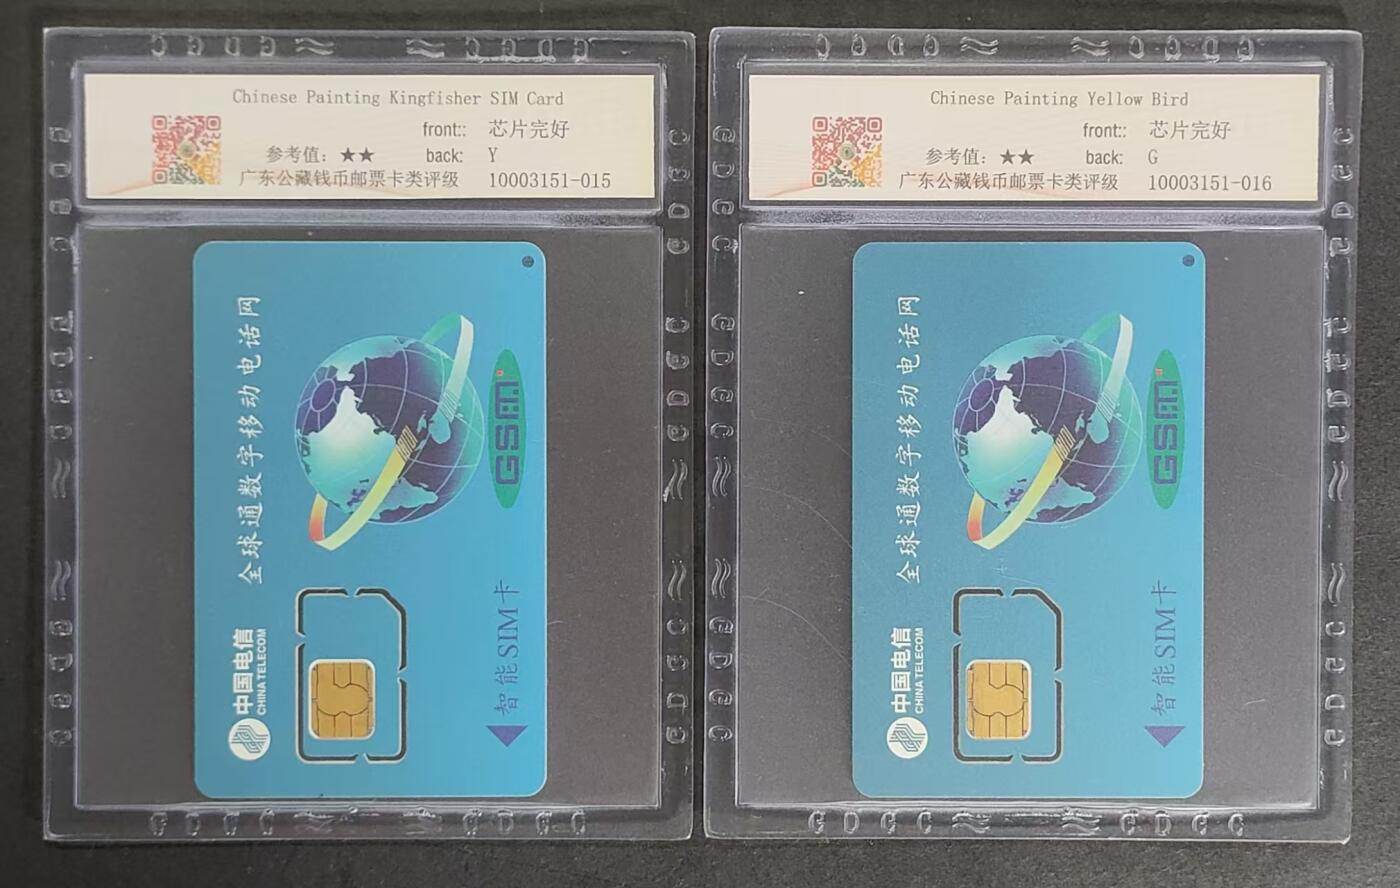 Chinese Painting Kingfisher SIM Card
front:: 芯片完好
参考值：★★ back: Y
广东公藏钱币邮票卡类评级 10003151-015
全球通数字移动电话网
GSM
中国电信
CHINA TELECOM
智能SIM卡
Chinese Painting Yellow Bird
front:: 芯片完好
参考值：★★ back: G
广东公藏钱币邮票卡类评级 10003151-016
全球通数字移动电话网
GSM
中国电信
CHINA TELECOM
智能SIM卡